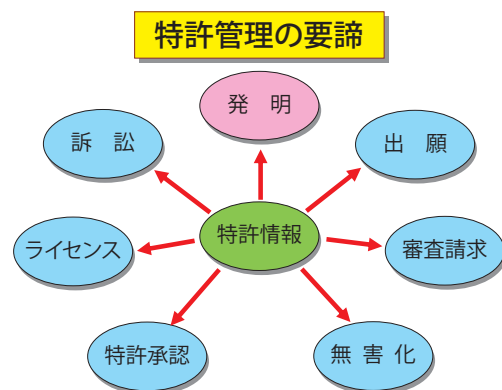 特許管理の要諦
発　明
訴　訟
出　願
特許情報
ライセンス
審査請求
特許承認
無 害 化